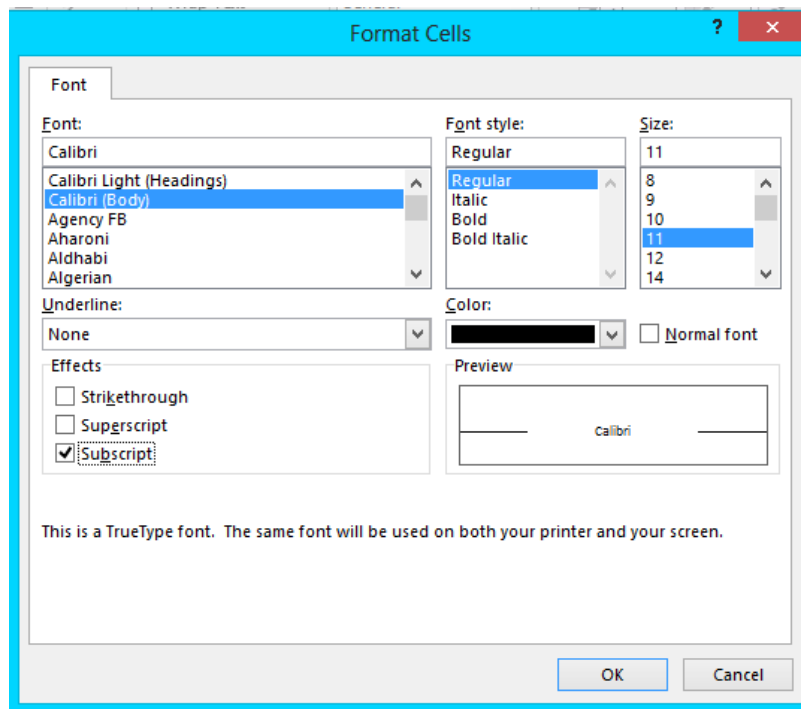 Format Cells
?
Font
Font:
Font style:
Size:
Calibri
Regular
11
Calibri Light (Headings)
Calibri (Body)
Agency FB
Aharoni
Aldhabi
Algerian
Regular
Italic
Bold
Bold Italic
8
9
10
11
12
14
Underline:
Color:
None
Normal font
Effects
Preview
Strikethrough
Superscript
Subscript
Calibri
This is a TrueType font.  The same font will be used on both your printer and your screen.
OK
Cancel